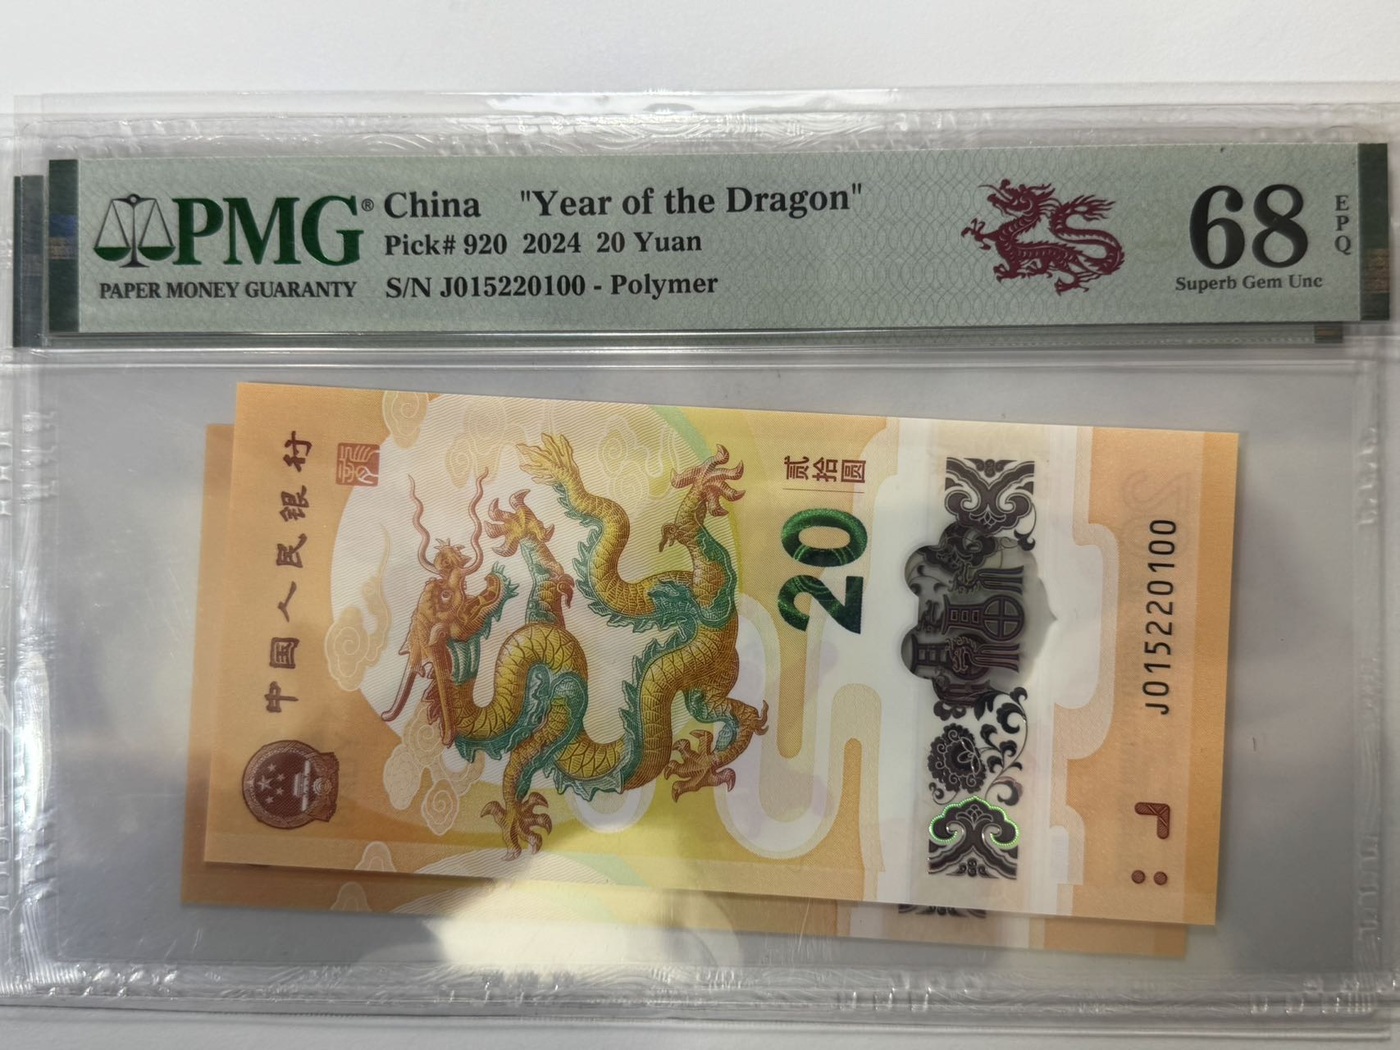 PMG®
PAPER MONEY GUARANTY
China "Year of the Dragon"
Pick# 920 2024 20 Yuan
S/N J015220100 - Polymer
68
EPQ
Superb Gem Unc
中国人民银行
贰拾圆
20
J015220100